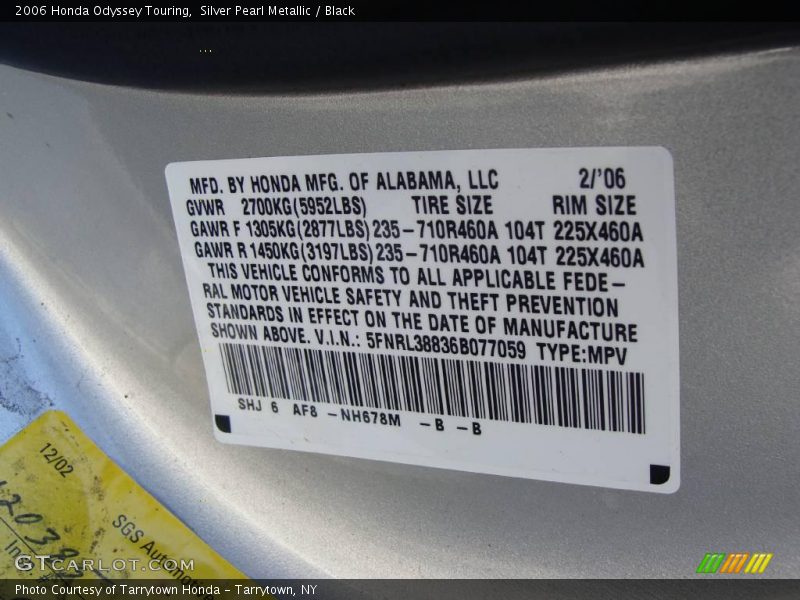 2006 Honda Odyssey Touring, Silver Pearl Metallic / Black
MFD. BY HONDA MFG. OF ALABAMA, LLC 2/'06
GVWR 2700KG(5952LBS) TIRE SIZE RIM SIZE
GAWR F 1305KG(2877LBS) 235-710R460A 104T 225X460A
GAWR R 1450KG(3197LBS) 235-710R460A 104T 225X460A
THIS VEHICLE CONFORMS TO ALL APPLICABLE FEDE-
RAL MOTOR VEHICLE SAFETY AND THEFT PREVENTION
STANDARDS IN EFFECT ON THE DATE OF MANUFACTURE
SHOWN ABOVE. V.I.N.: 5FNRL38836B077059 TYPE:MPV
SHJ 6 AF8 -NH678M -B -B
12/02
SGS
GTCARLOT.COM
Photo Courtesy of Tarrytown Honda - Tarrytown, NY